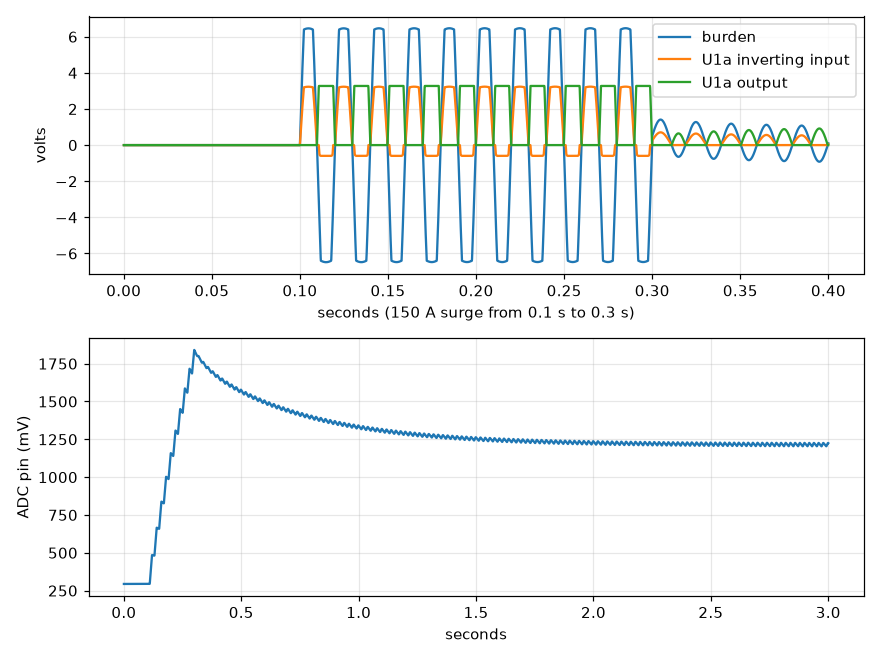 burden
U1a inverting input
U1a output
6
4
2
0
−2
−4
−6
volts
0.00 0.05 0.10 0.15 0.20 0.25 0.30 0.35 0.40
seconds (150 A surge from 0.1 s to 0.3 s)
1750
1500
1250
1000
750
500
250
ADC pin (mV)
0.0 0.5 1.0 1.5 2.0 2.5 3.0
seconds